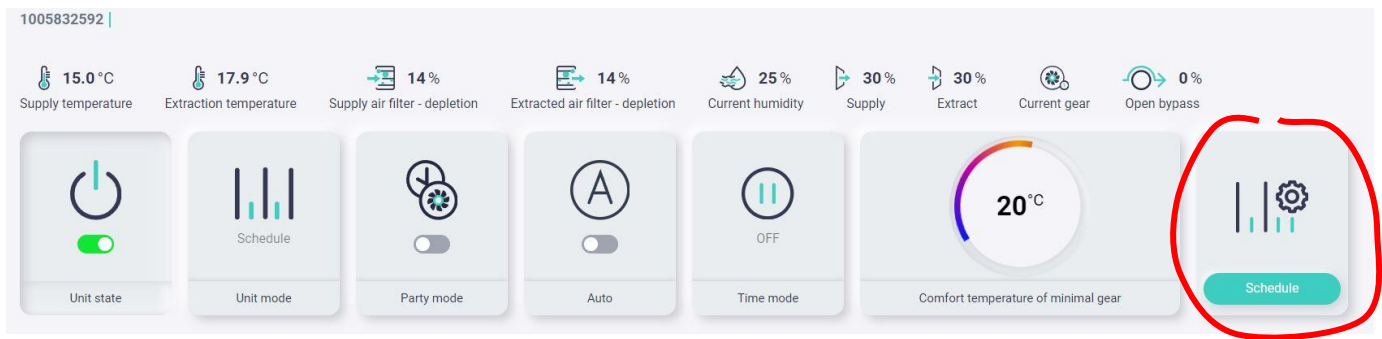 1005832592
15.0 °C
Supply temperature
17.9 °C
Extraction temperature
14 %
Supply air filter - depletion
14 %
Extracted air filter - depletion
25 %
Current humidity
30 %
Supply
30 %
Extract
Current gear
0 %
Open bypass
Unit state
Schedule
Unit mode
Party mode
A
Auto
OFF
Time mode
20°C
Comfort temperature of minimal gear
Schedule